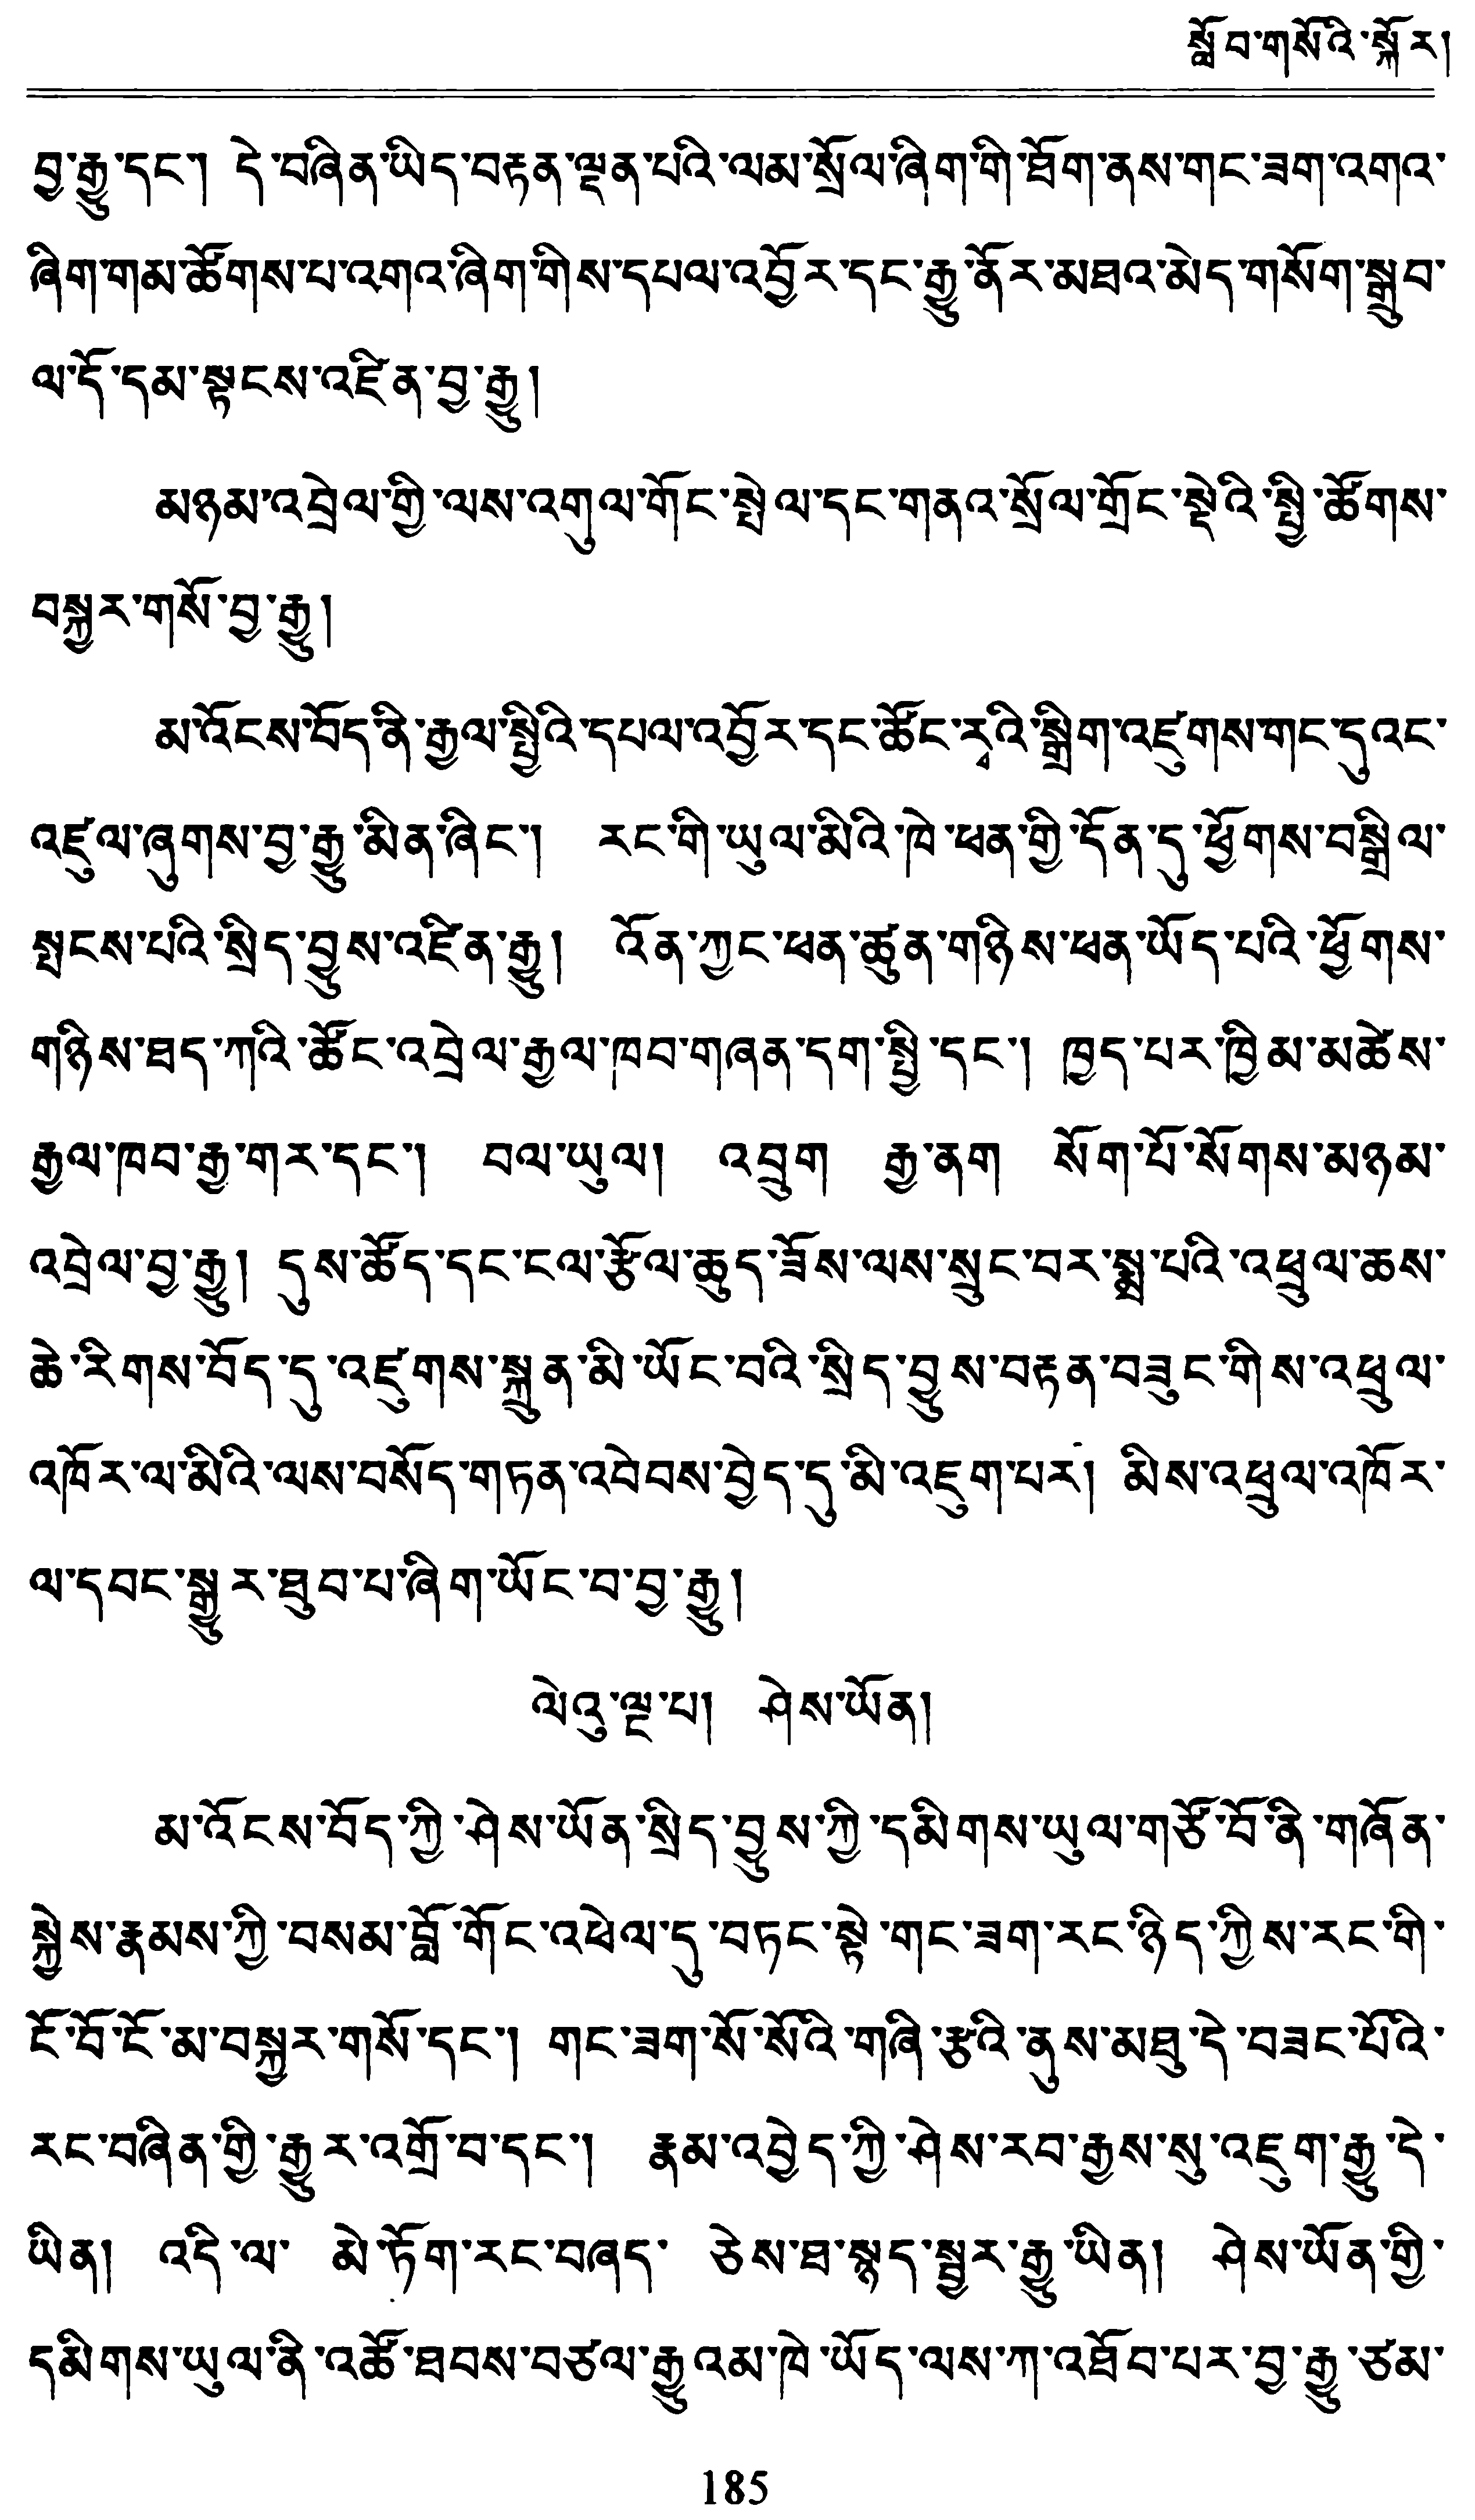 སློབ་གསོའི་སྐོར།
བྱ་རྒྱུ་དང་། དེ་བཞིན་ཡིད་བརྟན་ལྡན་པའི་ལམ་སྲོལ་ཞིག་གི་ཐོག་ནས་གང་ཟག་འགའ་
ཞིག་གམ་ཚོགས་པ་འགའ་ཞིག་གིས་དཔལ་འབྱོར་དང་རྒྱུ་ནོར་མཐའ་མེད་གསོག་སྒྲུབ་
ལ་དོ་དམ་སྟངས་འཛིན་བྱ་རྒྱུ།
མཉམ་འབྲེལ་གྱི་ལས་འགུལ་གོང་སྤེལ་དང་གནའ་སྲོལ་གྲོང་སྡེའི་སྤྱི་ཚོགས་
བསྐྱར་གསོ་བྱ་རྒྱུ།
མ་འོངས་བོད་ནི་རྒྱལ་སྤྱིའི་དཔལ་འབྱོར་དང་ཚོང་རྭའི་སྒྲིག་འཛུགས་གང་དུའང་
འཛུལ་ཞུགས་བྱ་རྒྱུ་མིན་ཞིང་། རང་གི་ཡུལ་མིའི་ཁེ་ཕན་གྱི་དོན་དུ་ཕྱོགས་བསྒྲིལ་
སྤངས་པའི་སྲིད་བྱུས་འཛིན་རྒྱུ། འོན་ཀྱང་ཕན་ཚུན་གཉིས་ཕན་ཡོད་པའི་ཕྱོགས་
གཉིས་ཐད་ཀའི་ཚོང་འབྲེལ་རྒྱལ་ཁབ་གཞན་དག་སྤྱི་དང་། ཁྱད་པར་ཁྱིམ་མཚེས་
རྒྱལ་ཁབ་རྒྱ་གར་དང་། བལ་ཡུལ། འབྲུག རྒྱ་ནག སོག་པོ་སོགས་མཉམ་
འབྲེལ་བྱ་རྒྱུ། དུས་ཚོད་དང་ངལ་རྩོལ་ཆུད་ཟོས་ལས་སྲུང་བར་སྨྲ་པའི་འཕྲུལ་ཆས་
ཆེ་རིགས་བོད་དུ་འཛུགས་སྐྲུན་མི་ཡོང་བའི་སྲིད་བྱུས་བརྟན་བཟུང་གིས་འཕྲུལ་
འཁོར་ལ་མིའི་ལས་བསོད་གཏན་འབེབས་བྱེད་དུ་མི་འཇུག་པར། མིས་འཕྲུལ་འཁོར་
ལ་དབང་སྒྱུར་ཐུབ་པ་ཞིག་ཡོང་བ་བྱ་རྒྱུ།
ལེའུ་ལྔ་པ། ཤེས་ཡོན།
མ་འོངས་བོད་ཀྱི་ཤེས་ཡོན་སྲིད་བྱུས་ཀྱི་དམིགས་ཡུལ་གཙོ་བོ་ནི་གཞོན་
སྐྱེས་རྣམས་ཀྱི་བསམ་བློ་གོང་འཕེལ་དུ་བཏང་སྟེ་གང་ཟག་རང་ཉིད་ཀྱིས་རང་གི་
ངོ་བོ་ངོ་མ་བསྐྱར་གསོ་དང་། གང་ཟག་སོ་སོའི་གཞི་རྩའི་ནུས་མཐུ་དེ་བཟང་པོའི་
རང་བཞིན་གྱི་རྒྱུར་འགྲོ་བ་དང་། རྣམ་འབྱེད་ཀྱི་ཤེས་རབ་རྒྱས་སུ་འཇུག་རྒྱུ་དེ་
ཡིན། འདི་ལ་ མེ་ཏོག་རང་བཞད་ ཅེས་ཐ་སྙད་སྦྱར་རྒྱུ་ཡིན། ཤེས་ཡོན་གྱི་
དམིགས་ཡུལ་ནི་འཚོ་ཐབས་བཙལ་རྒྱུའམ་ཁེ་ཡོད་ལས་ཀ་འཐོབ་པར་བྱ་རྒྱུ་ཙམ་
185